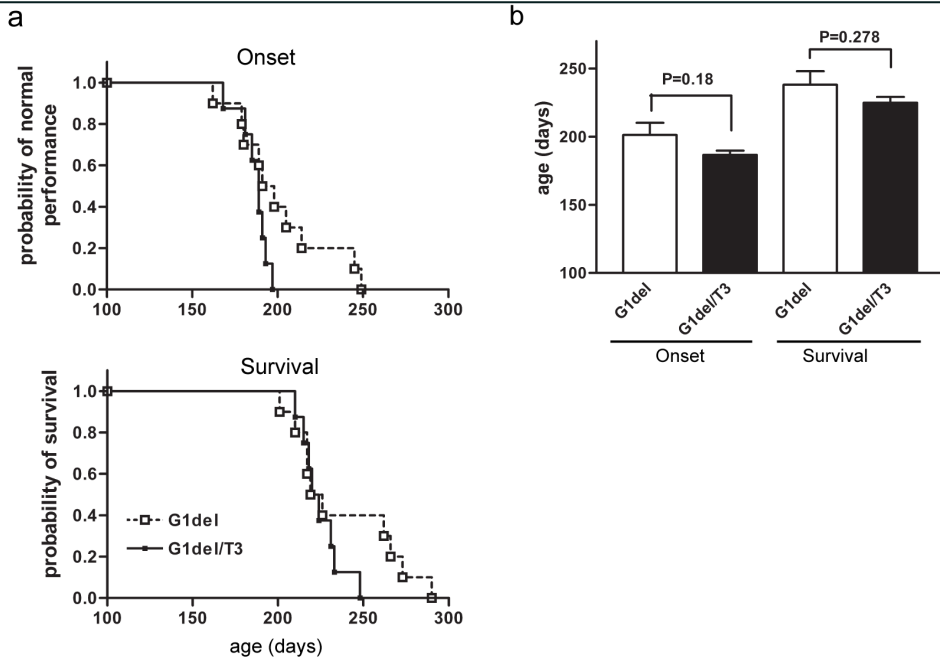 a
Onset
probability of normal
performance
1.0
0.8
0.6
0.4
0.2
0.0
100
150
200
250
300
Survival
probability of survival
1.0
0.8
0.6
0.4
0.2
0.0
G1del
G1del/T3
100
150
200
250
300
age (days)
b
P=0.18
P=0.278
age (days)
250
200
150
100
G1del
G1del/T3
G1del
G1del/T3
Onset
Survival